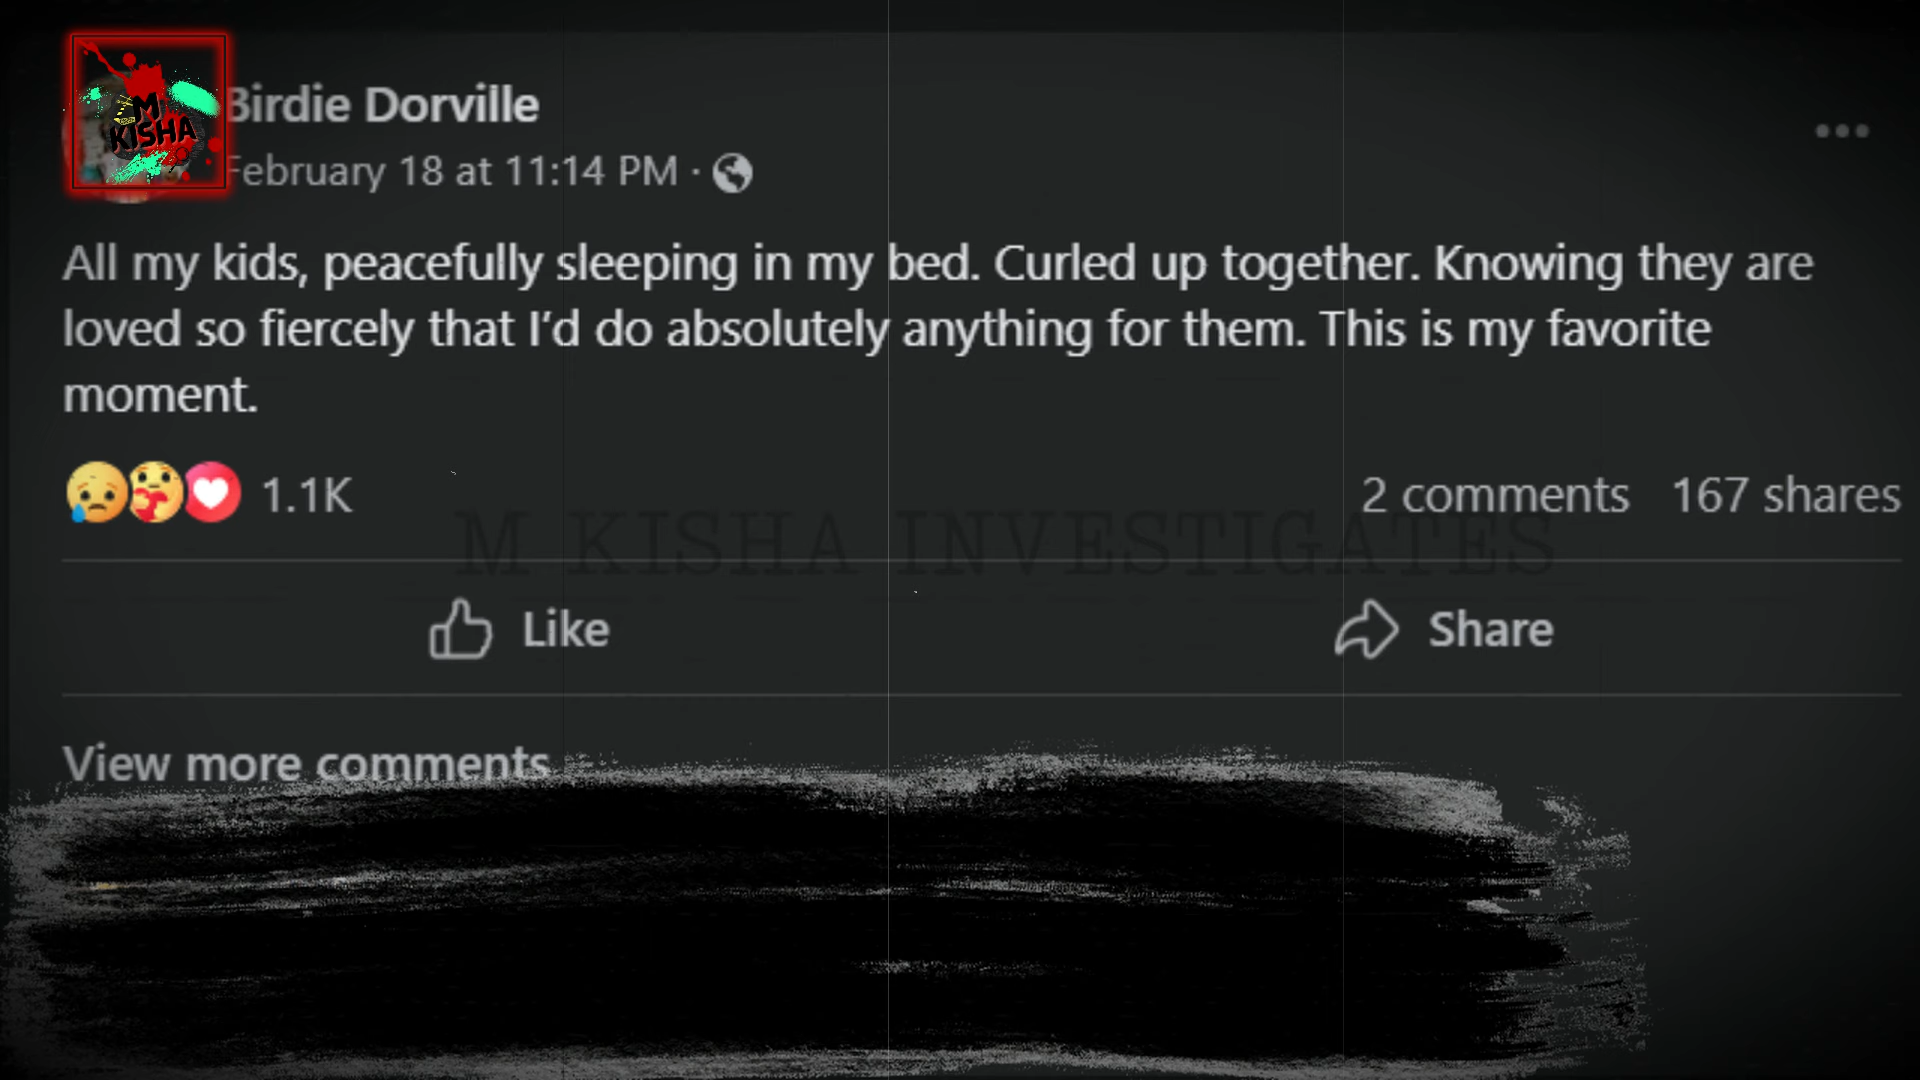 M
KISHA
Birdie Dorville
February 18 at 11:14 PM ·
All my kids, peacefully sleeping in my bed. Curled up together. Knowing they are
loved so fiercely that I’d do absolutely anything for them. This is my favorite
moment.
1.1K
2 comments 167 shares
M KISHA INVESTIGATES
Like
Share
View more comments